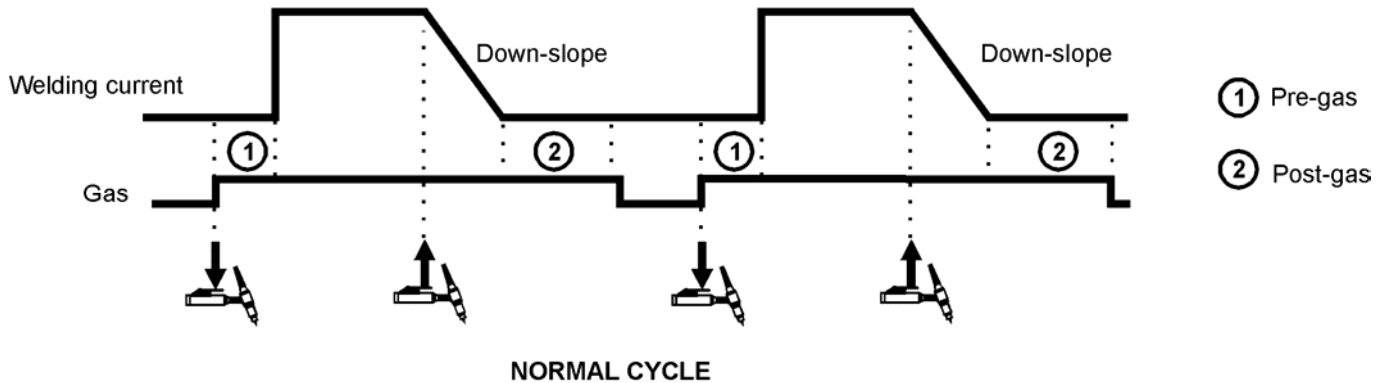 Down-slope
Down-slope
Welding current
1 Pre-gas
1
2
1
2
2 Post-gas
Gas
NORMAL CYCLE